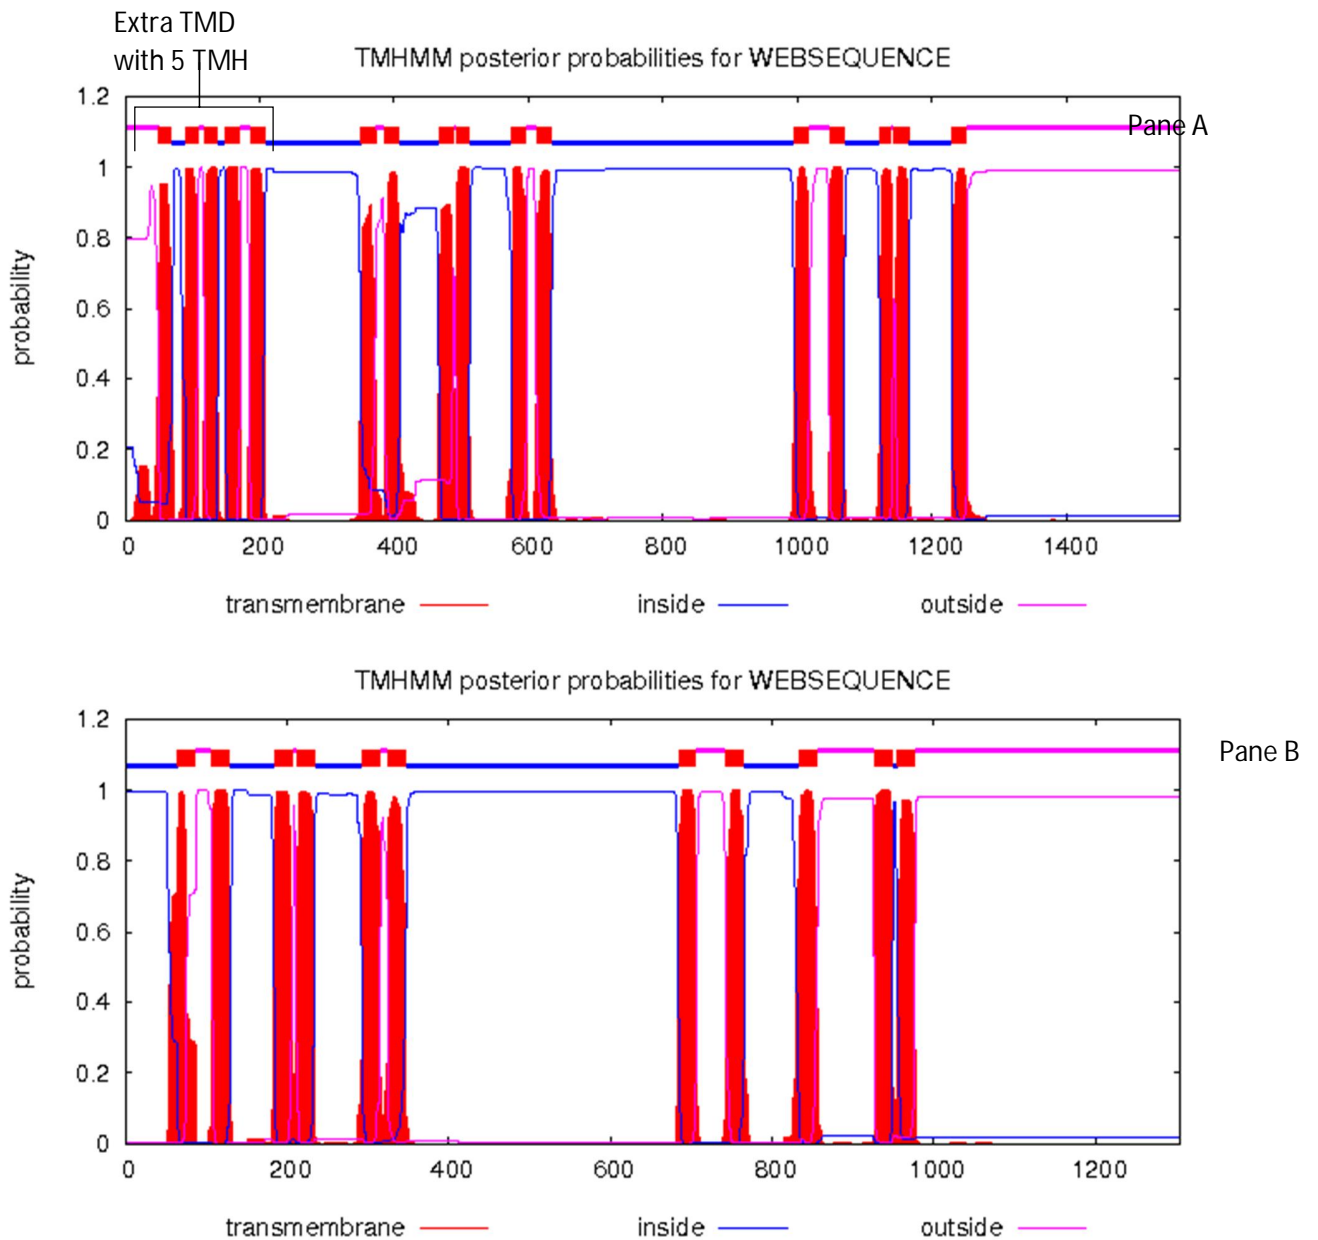 Extra TMD
with 5 TMH
TMHMM posterior probabilities for WEBSEQUENCE
Pane A
1.2
1
0.8
0.6
0.4
0.2
0
probability
0 200 400 600 800 1000 1200 1400
transmembrane inside outside
TMHMM posterior probabilities for WEBSEQUENCE
Pane B
1.2
1
0.8
0.6
0.4
0.2
0
probability
0 200 400 600 800 1000 1200
transmembrane inside outside